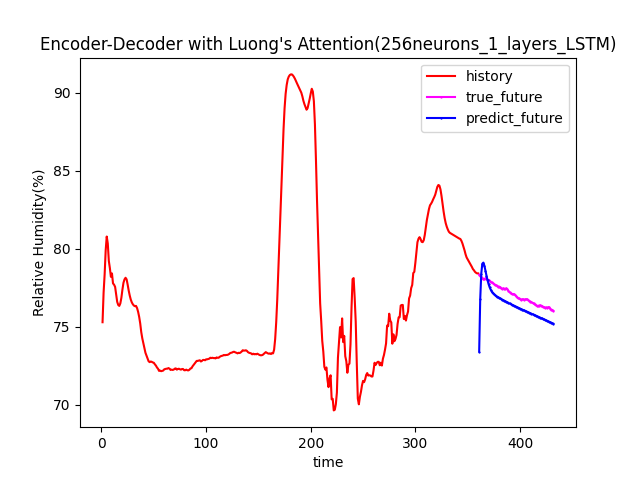 Encoder-Decoder with Luong's Attention(256neurons_1_layers_LSTM)
history
true_future
predict_future
90
85
80
75
70
Relative Humidity(%)
0 100 200 300 400
time